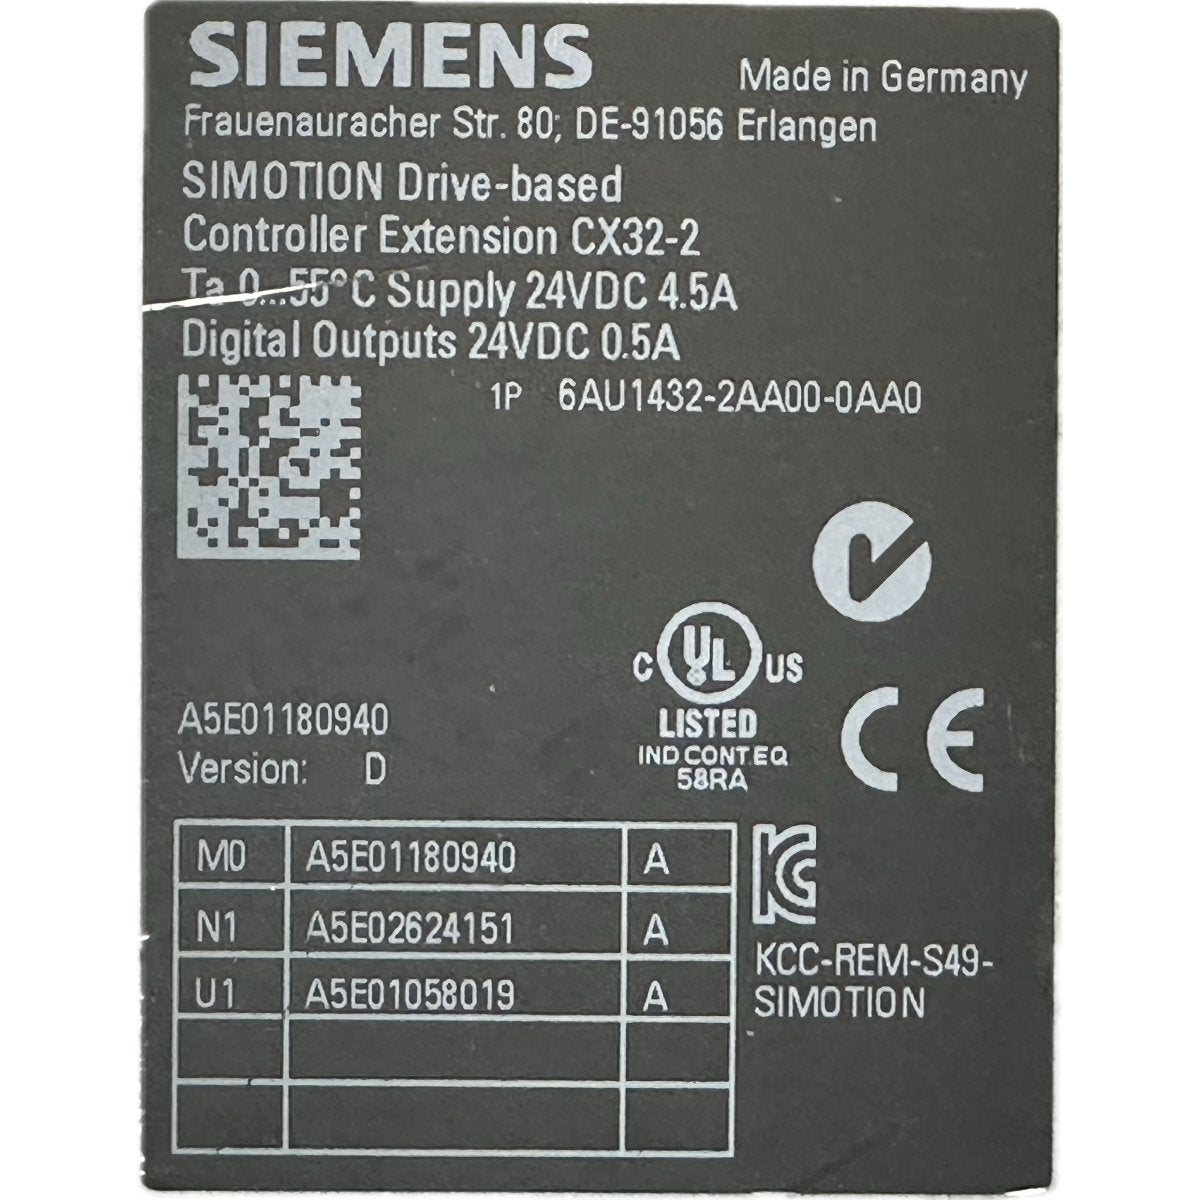 SIEMENS
Made in Germany
Frauenauracher Str. 80; DE-91056 Erlangen
SIMOTION Drive-based
Controller Extension CX32-2
Ta 0...55°C Supply 24VDC 4.5A
Digital Outputs 24VDC 0.5A
1P 6AU1432-2AA00-0AA0
C UL US
LISTED
IND CONT EQ
58RA
CE
A5E01180940
Version: D
M0 A5E01180940 A
N1 A5E02624151 A
U1 A5E01058019 A
KC
KCC-REM-S49-
SIMOTION